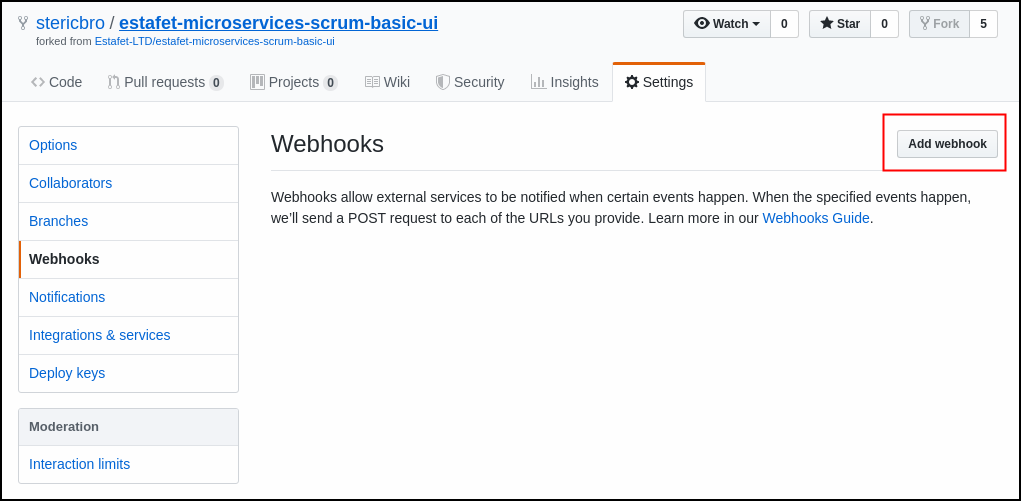 stericbro / estafet-microservices-scrum-basic-ui
forked from Estafet-LTD/estafet-microservices-scrum-basic-ui
Watch 0 Star 0 Fork 5
Code Pull requests 0 Projects 0 Wiki Security Insights Settings
Options
Collaborators
Branches
Webhooks
Notifications
Integrations & services
Deploy keys
Moderation
Interaction limits
Webhooks
Add webhook
Webhooks allow external services to be notified when certain events happen. When the specified events happen,
we’ll send a POST request to each of the URLs you provide. Learn more in our Webhooks Guide.